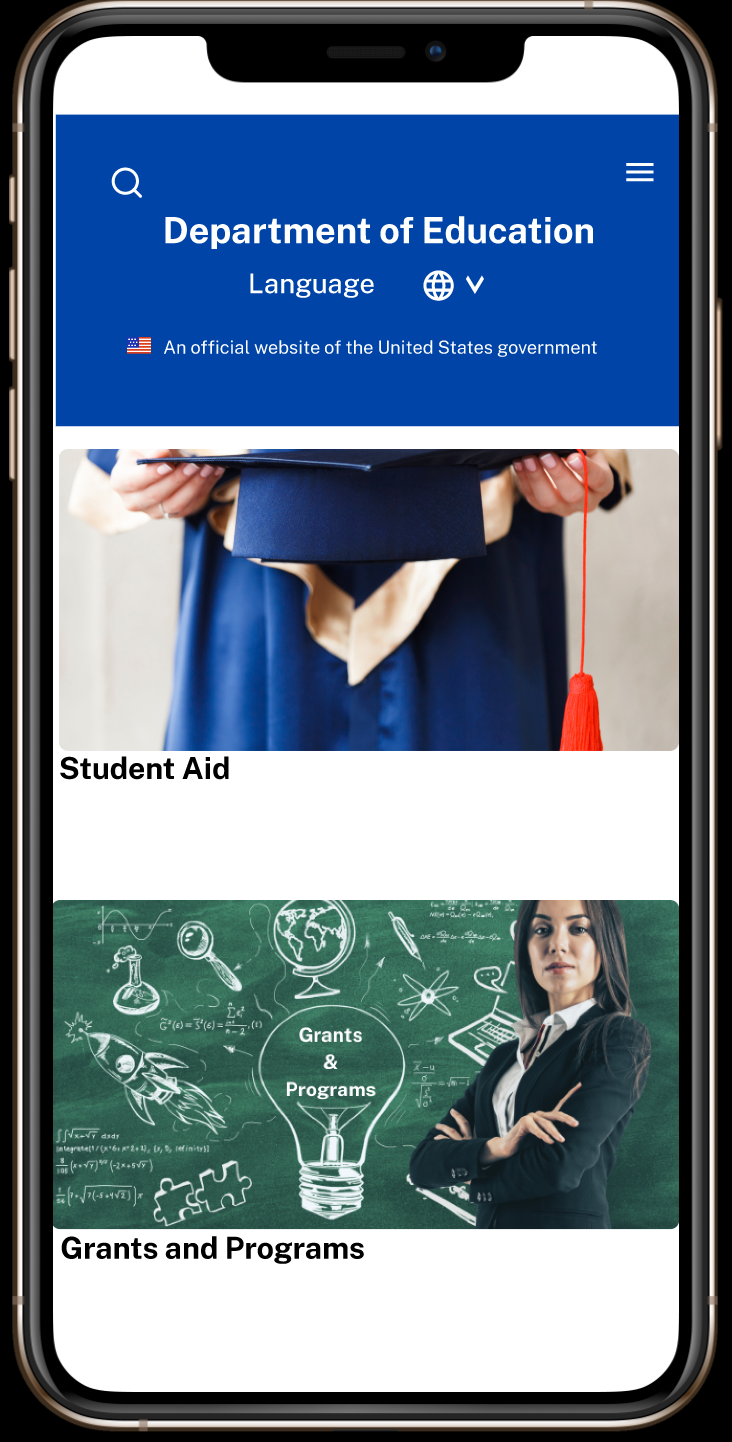 Department of Education
Language
An official website of the United States government
Student Aid
Grants
&
Programs
Grants and Programs